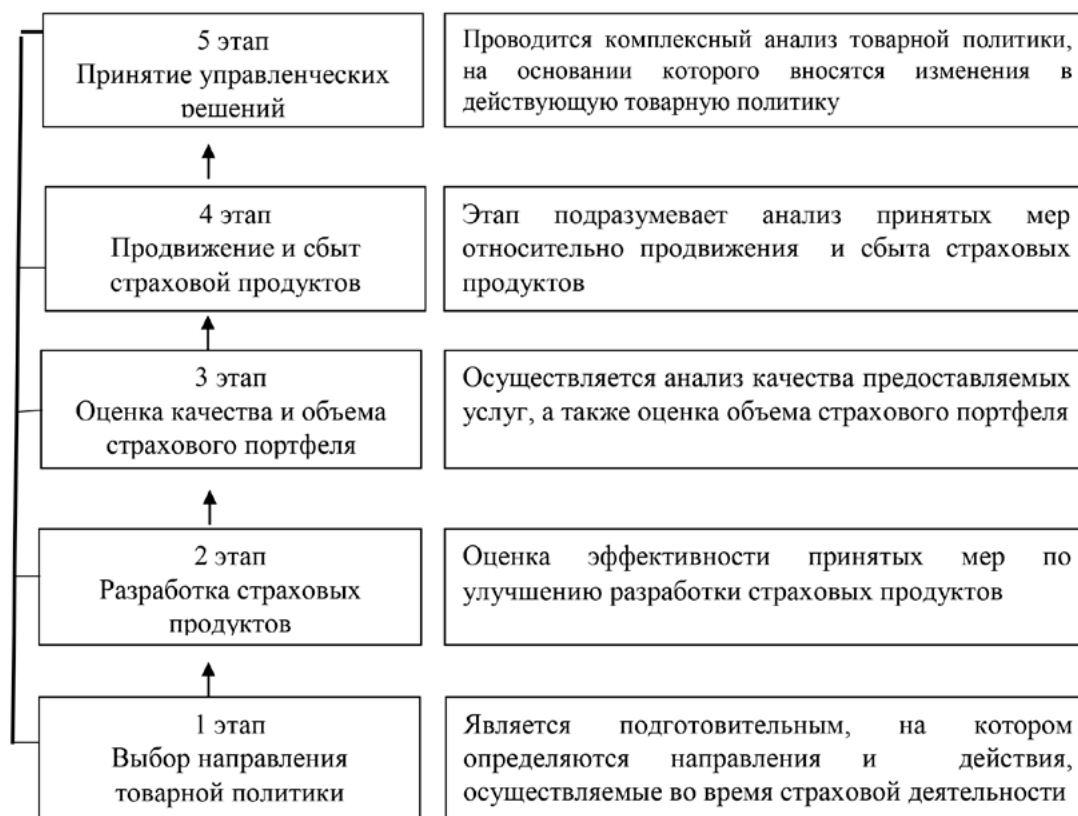 5 этап
Принятие управленческих
решений
Проводится комплексный анализ товарной политики,
на основании которого вносятся изменения в
действующую товарную политику
4 этап
Продвижение и сбыт
страховой продуктов
Этап подразумевает анализ принятых мер
относительно продвижения и сбыта страховых
продуктов
3 этап
Оценка качества и объема
страхового портфеля
Осуществляется анализ качества предоставляемых
услуг, а также оценка объема страхового портфеля
2 этап
Разработка страховых
продуктов
Оценка эффективности принятых мер по
улучшению разработки страховых продуктов
1 этап
Выбор направления
товарной политики
Является подготовительным, на котором
определяются направления и действия,
осуществляемые во время страховой деятельности